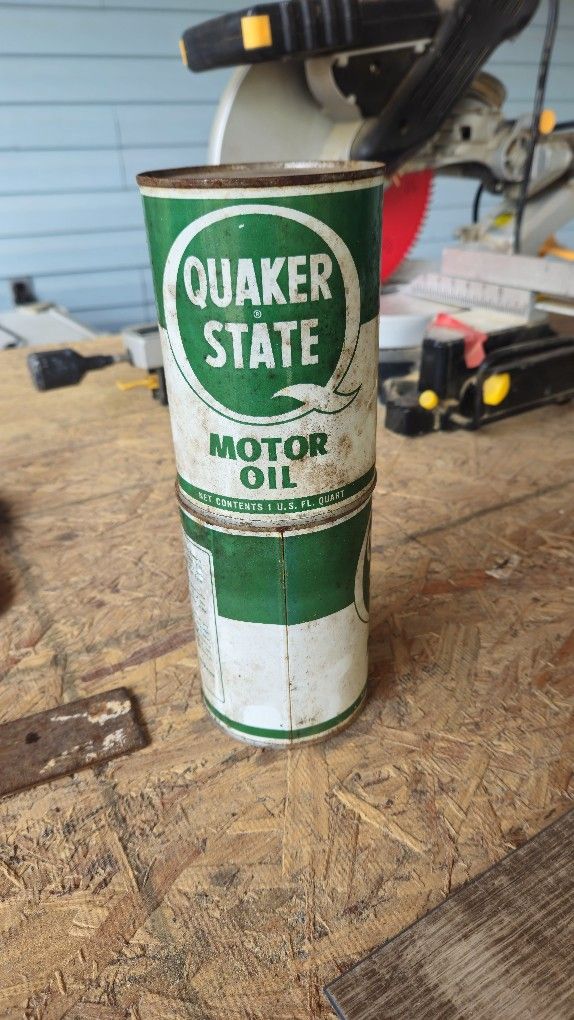 QUAKER
®
STATE
MOTOR
OIL
NET CONTENTS 1 U.S. FL. QUART